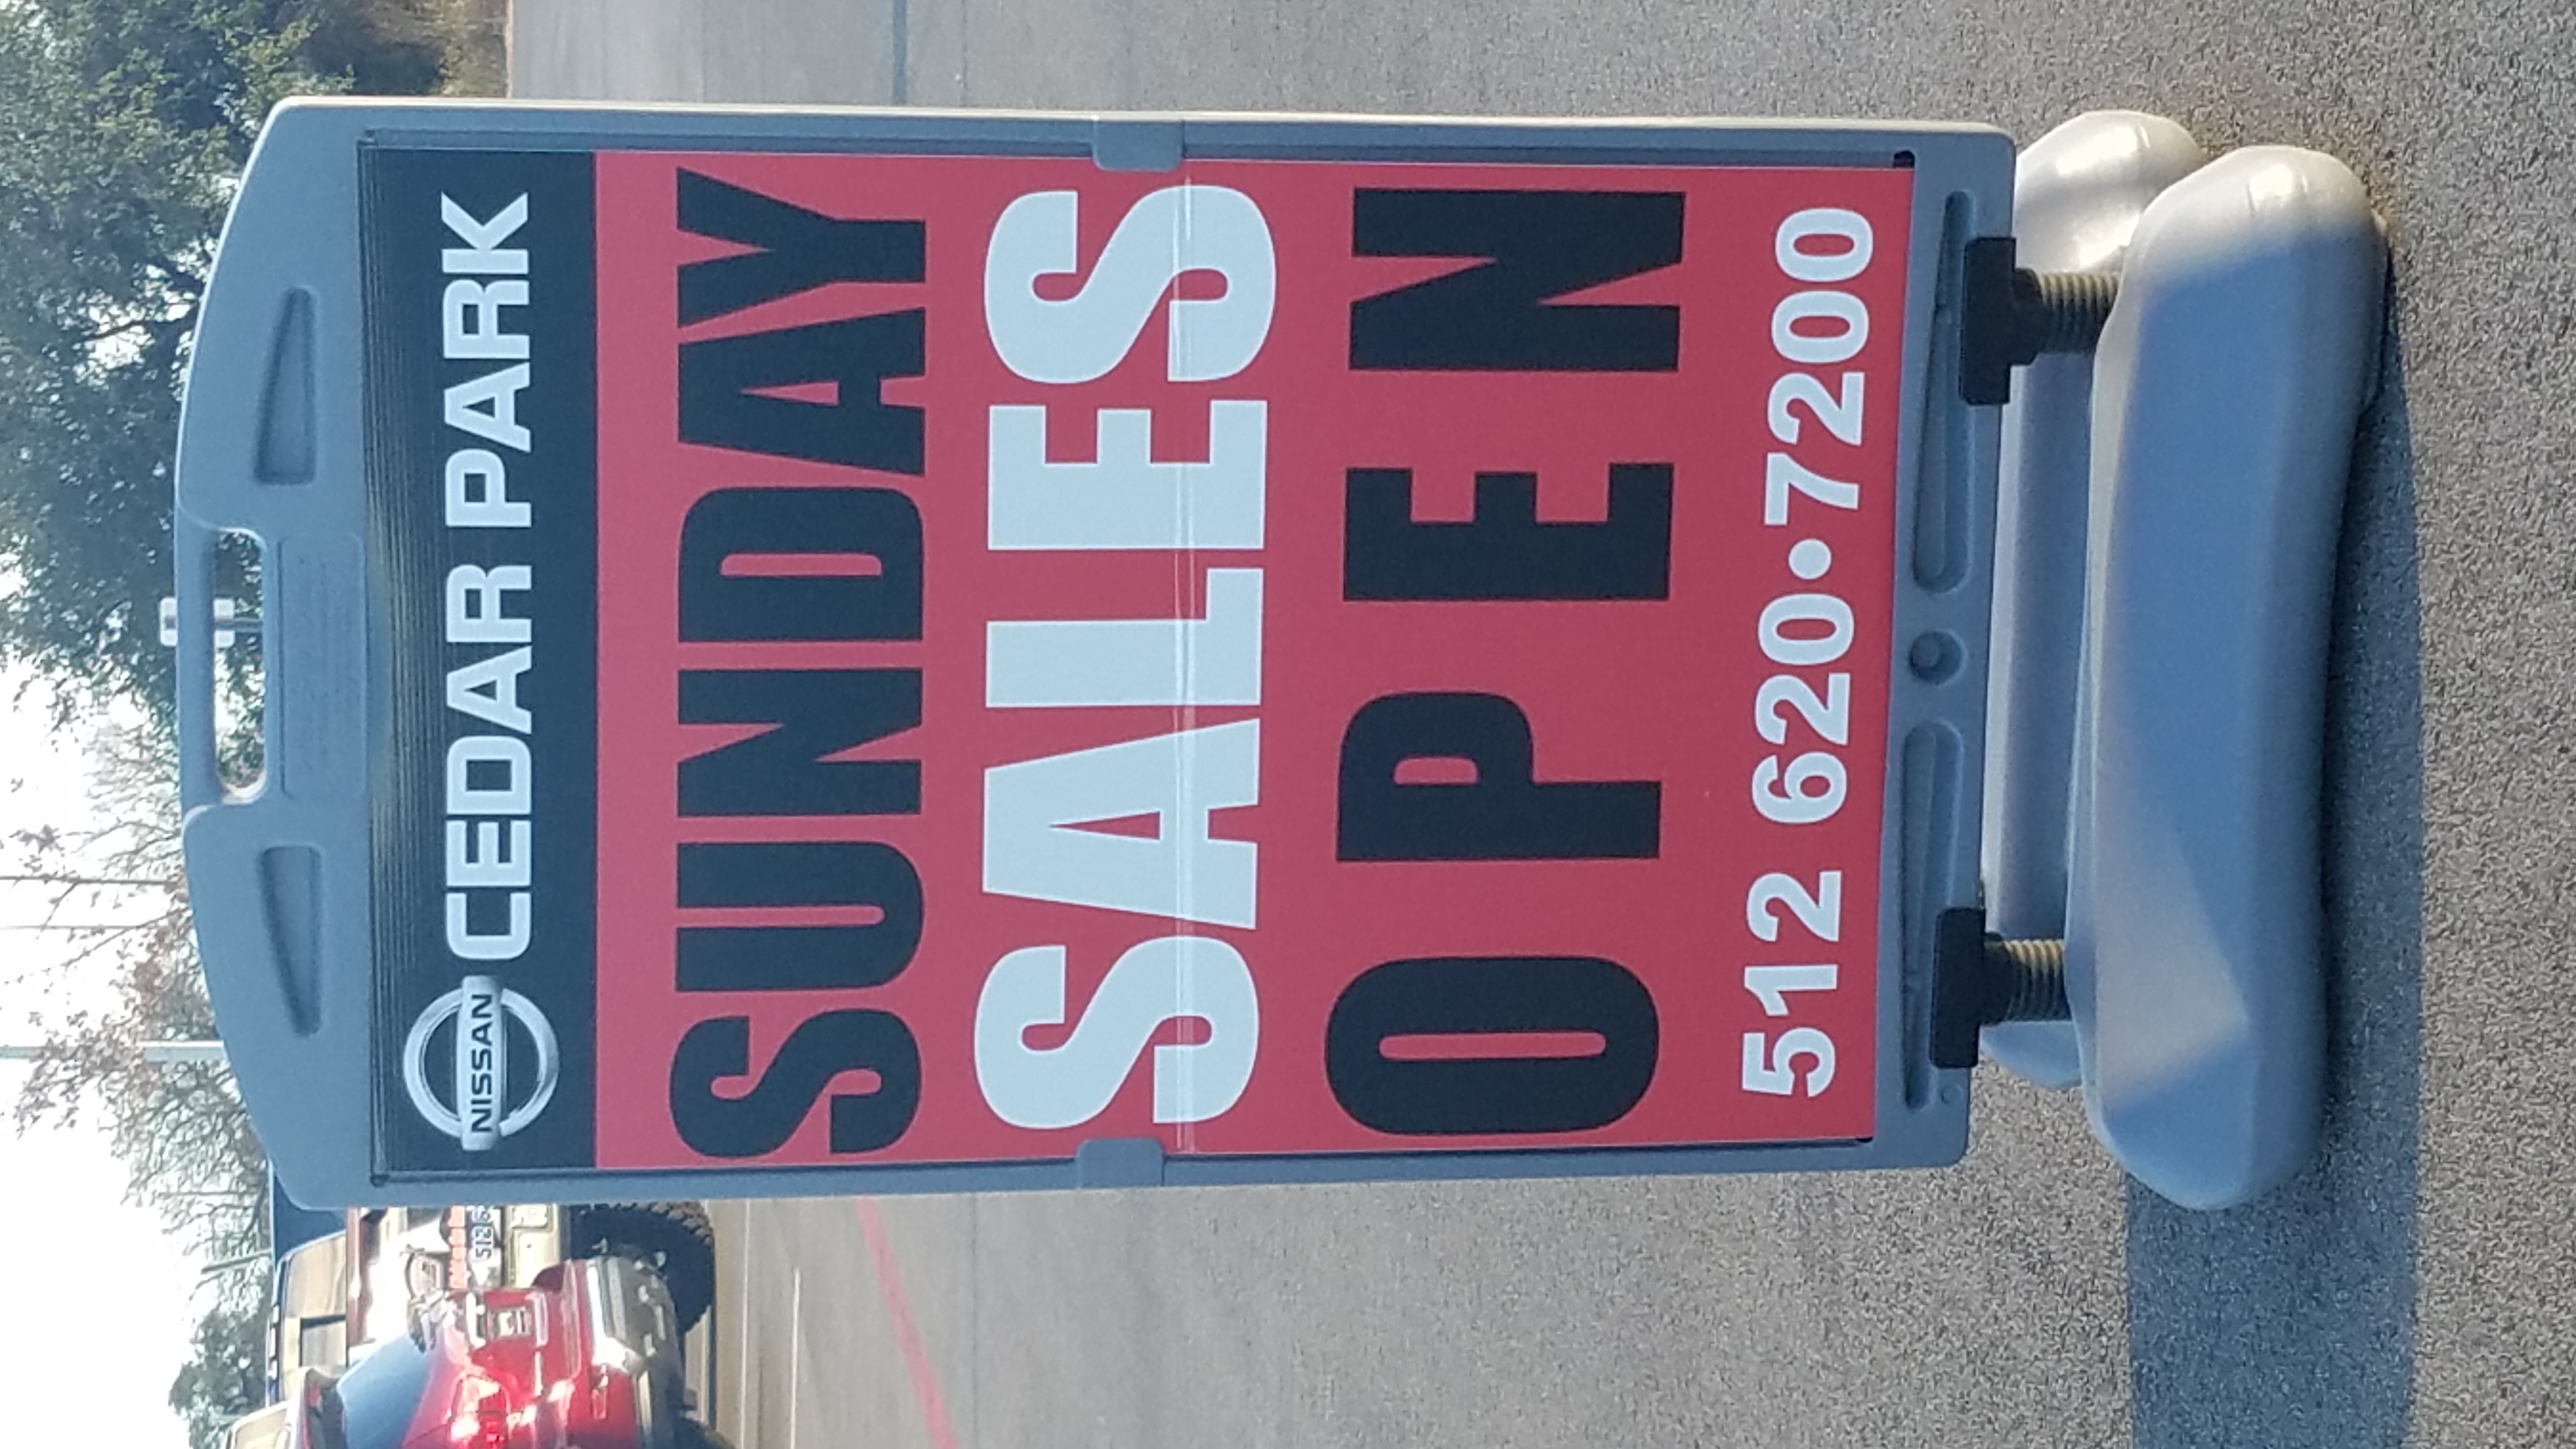 NISSAN CEDAR PARK
SUNDAY
SALES
OPEN
512 620•7200